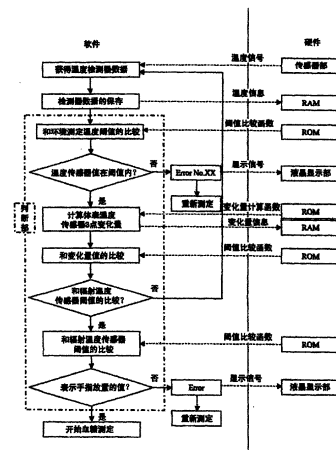 软件
硬件
温度信号
获得温度检测器数据
传感器部
温度信息
检测器数据的保存
RAM
阈值比较函数
和环境测定温度阈值的比较
ROM
否
显示信号
温度传感器值在阈值内?
Error No.XX
液晶显示部
是
重新测定
变化量计算函数
判断部
计算体表温度
传感器3点变化量
ROM
变化量信息
RAM
阈值比较函数
和变化量值的比较
ROM
和辐射温度
传感器阈值的比较?
否
是
和辐射温度传感器
阈值的比较
阈值比较函数
ROM
否
显示信号
表示手指放置的值?
Error
液晶显示部
是
重新测定
开始血糖测定